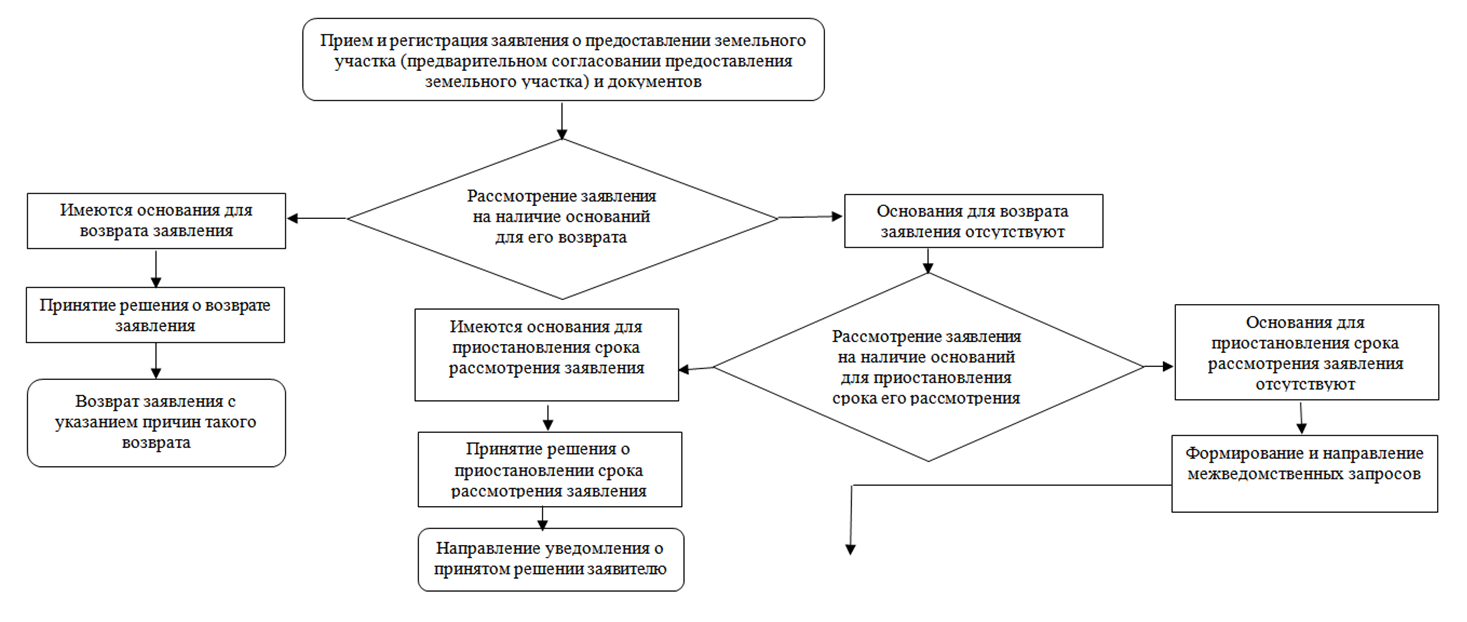 Прием и регистрация заявления о предоставлении земельного
участка (предварительном согласовании предоставления
земельного участка) и документов
Рассмотрение заявления
на наличие оснований
для его возврата
Имеются основания для
возврата заявления
Основания для возврата
заявления отсутствуют
Принятие решения о возврате
заявления
Возврат заявления с
указанием причин такого
возврата
Имеются основания для
приостановления срока
рассмотрения заявления
Рассмотрение заявления
на наличие оснований
для приостановления
срока его рассмотрения
Основания для
приостановления срока
рассмотрения заявления
отсутствуют
Принятие решения о
приостановлении срока
рассмотрения заявления
Формирование и направление
межведомственных запросов
Направление уведомления о
принятом решении заявителю